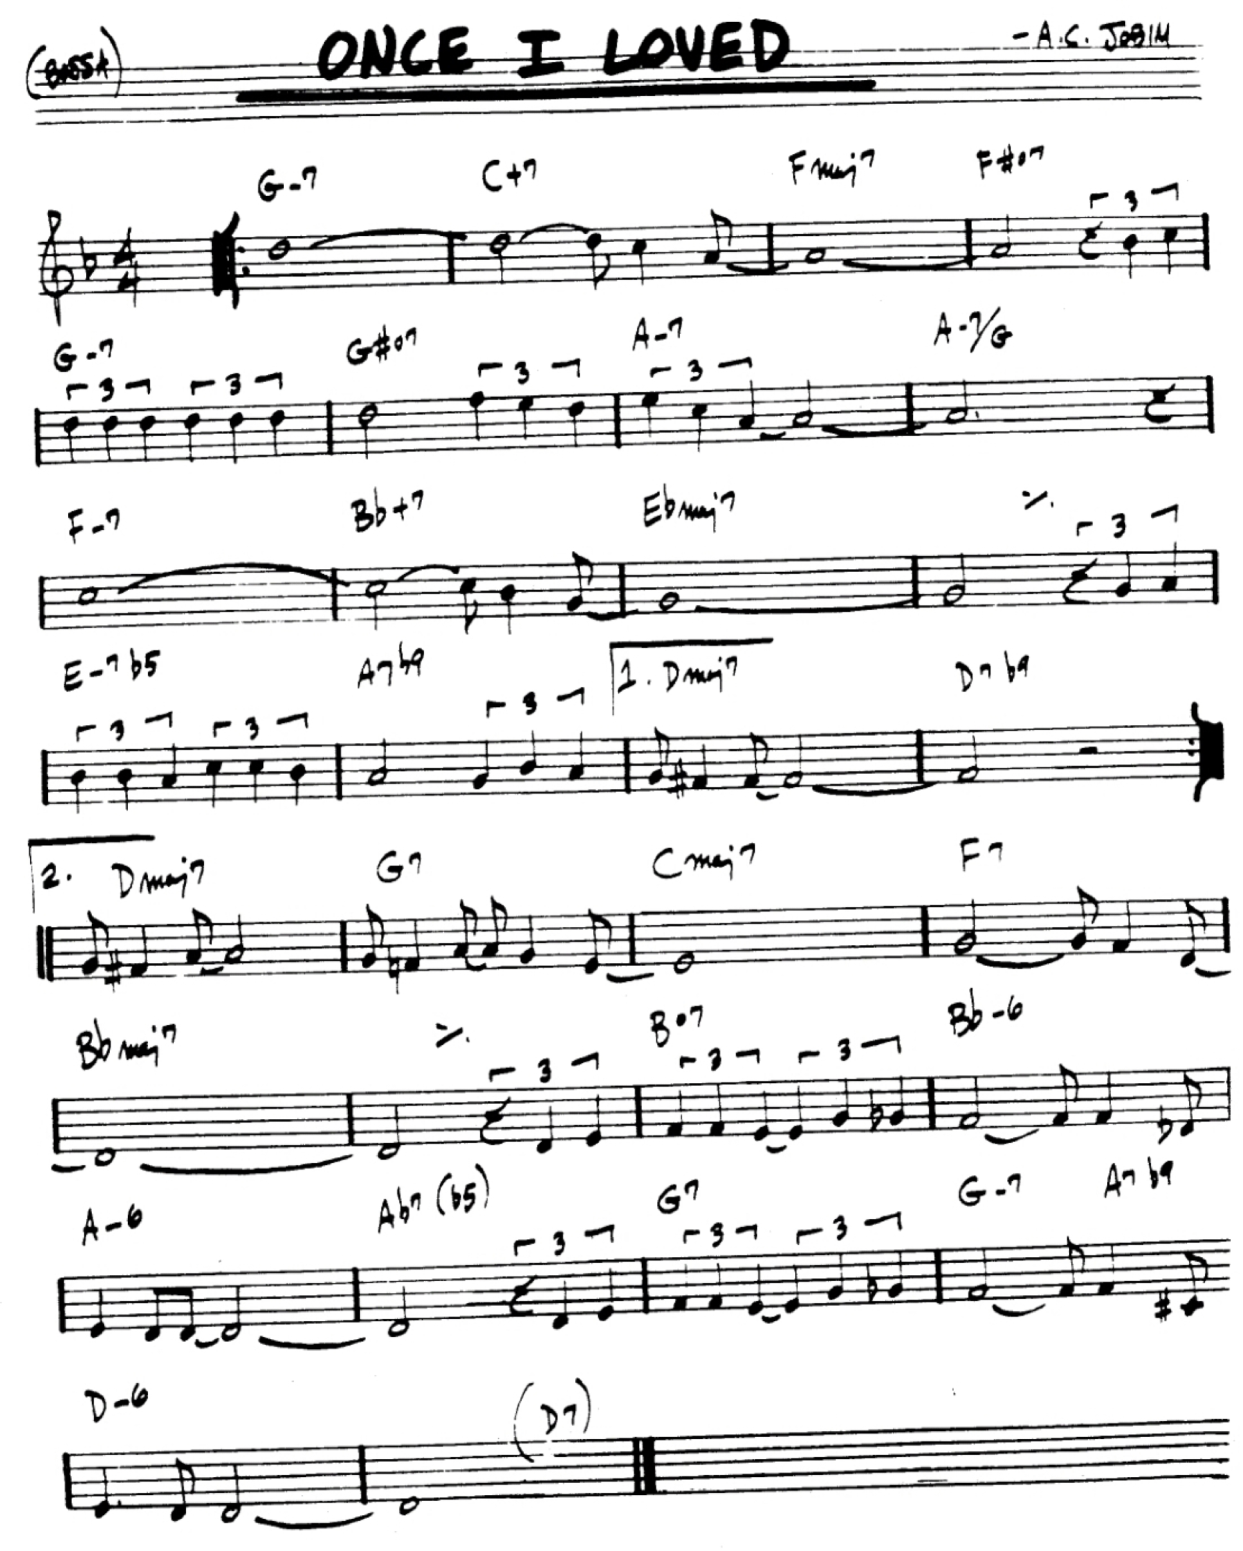 (BOSSA) ONCE I LOVED -A.C. JOBIM
G-7 C+7 Fmaj7 F#o7
3
G-7 G#o7 A-7 A-7/G
3 3 3 3
F-7 Bb+7 Ebmaj7 ٪
3
E-7b5 A7b9 1. Dmaj7 D7b9
3 3 3
2. Dmaj7 G7 Cmaj7 F7
Bbmaj7 ٪ Bo7 Bb-6
3 3 3
A-6 Ab7(b5) G7 G-7 A7b9
3 3 3
D-6 (D7)